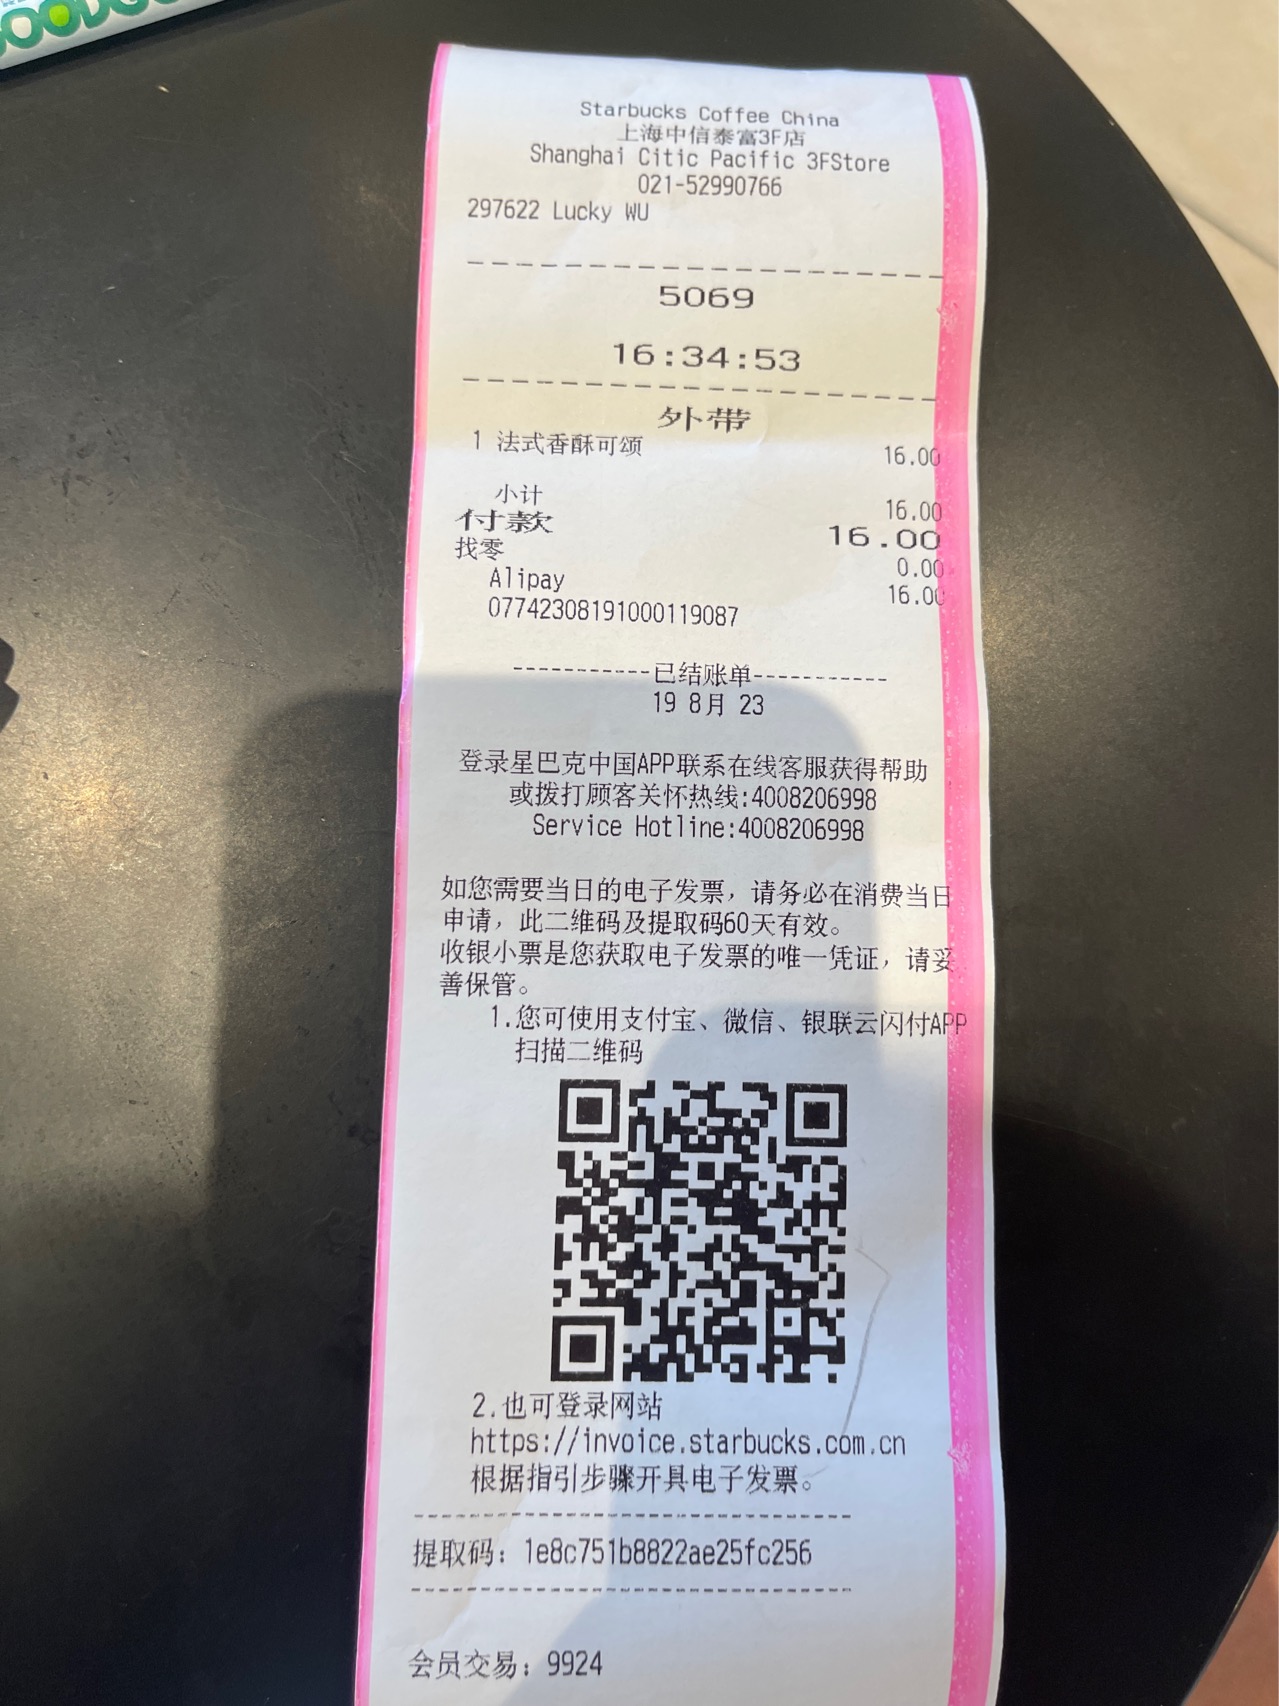 Starbucks Coffee China
上海中信泰富3F店
Shanghai Citic Pacific 3FStore
021-52990766
297622 Lucky WU
5069
16:34:53
外带
1 法式香酥可颂 16.00
小计 16.00
付款 16.00
找零 0.00
Alipay 16.00
07742308191000119087
-----------已结账单-----------
19 8月 23
登录星巴克中国APP联系在线客服获得帮助
或拨打顾客关怀热线:4008206998
Service Hotline:4008206998
如您需要当日的电子发票，请务必在消费当日
申请，此二维码及提取码60天有效。
收银小票是您获取电子发票的唯一凭证，请妥
善保管。
1.您可使用支付宝、微信、银联云闪付APP
扫描二维码
2.也可登录网站
https://invoice.starbucks.com.cn
根据指引步骤开具电子发票。
提取码：1e8c751b8822ae25fc256
会员交易：9924